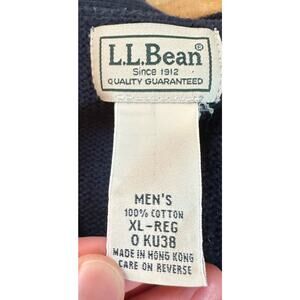 L.L.Bean®
Since 1912
QUALITY GUARANTEED
MEN'S
100% COTTON
XL-REG
0 KU38
MADE IN HONG KONG
CARE ON REVERSE